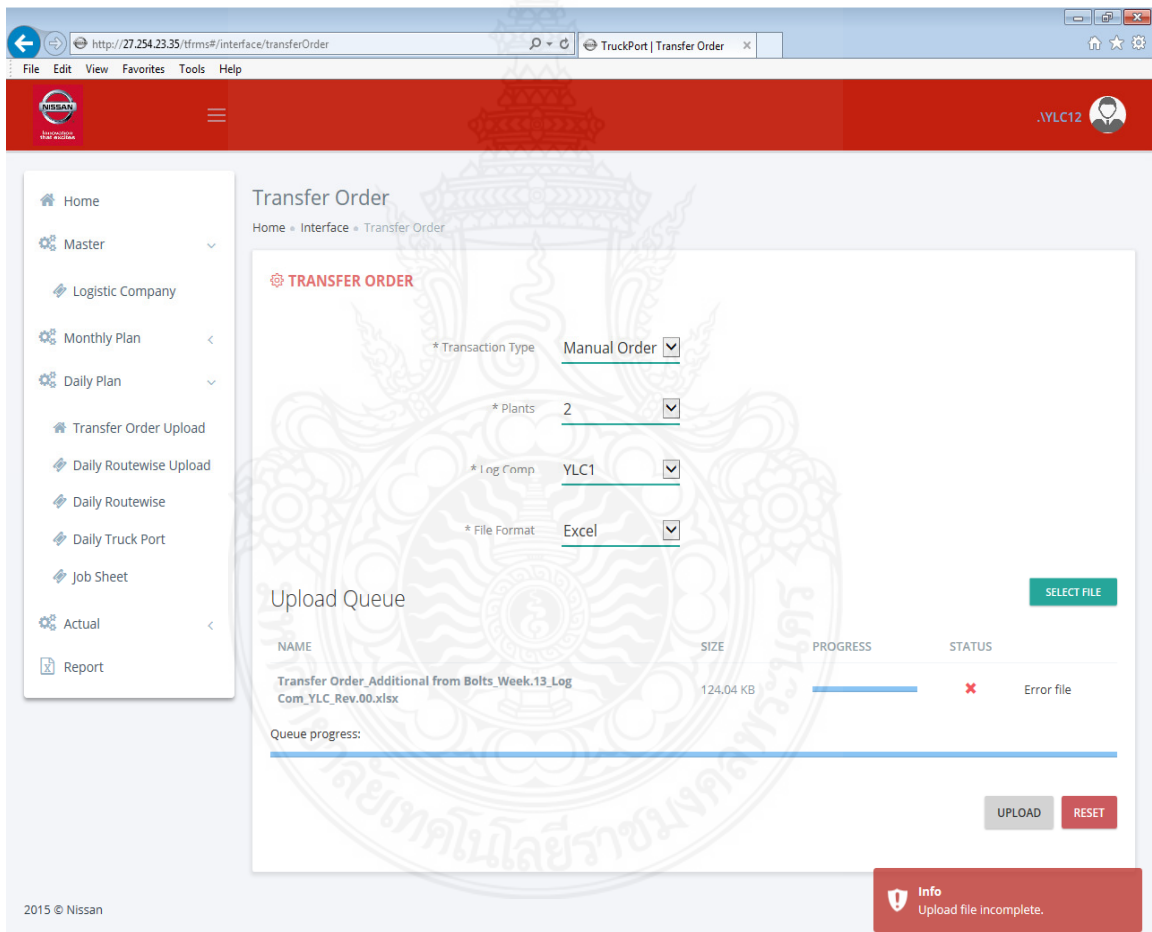 http://27.254.23.35/tfrms#/interface/transferOrder
TruckPort | Transfer Order
File Edit View Favorites Tools Help
NISSAN
Innovation
that excites
.\YLC12
Home
Master
Logistic Company
Monthly Plan
Daily Plan
Transfer Order Upload
Daily Routewise Upload
Daily Routewise
Daily Truck Port
Job Sheet
Actual
Report
Transfer Order
Home Interface Transfer Order
TRANSFER ORDER
* Transaction Type Manual Order
* Plants 2
* Log Comp YLC1
* File Format Excel
Upload Queue
SELECT FILE
NAME SIZE PROGRESS STATUS
Transfer Order_Additional from Bolts_Week.13_Log
Com_YLC_Rev.00.xlsx
124.04 KB
Error file
Queue progress:
UPLOAD RESET
Info
Upload file incomplete.
2015 © Nissan